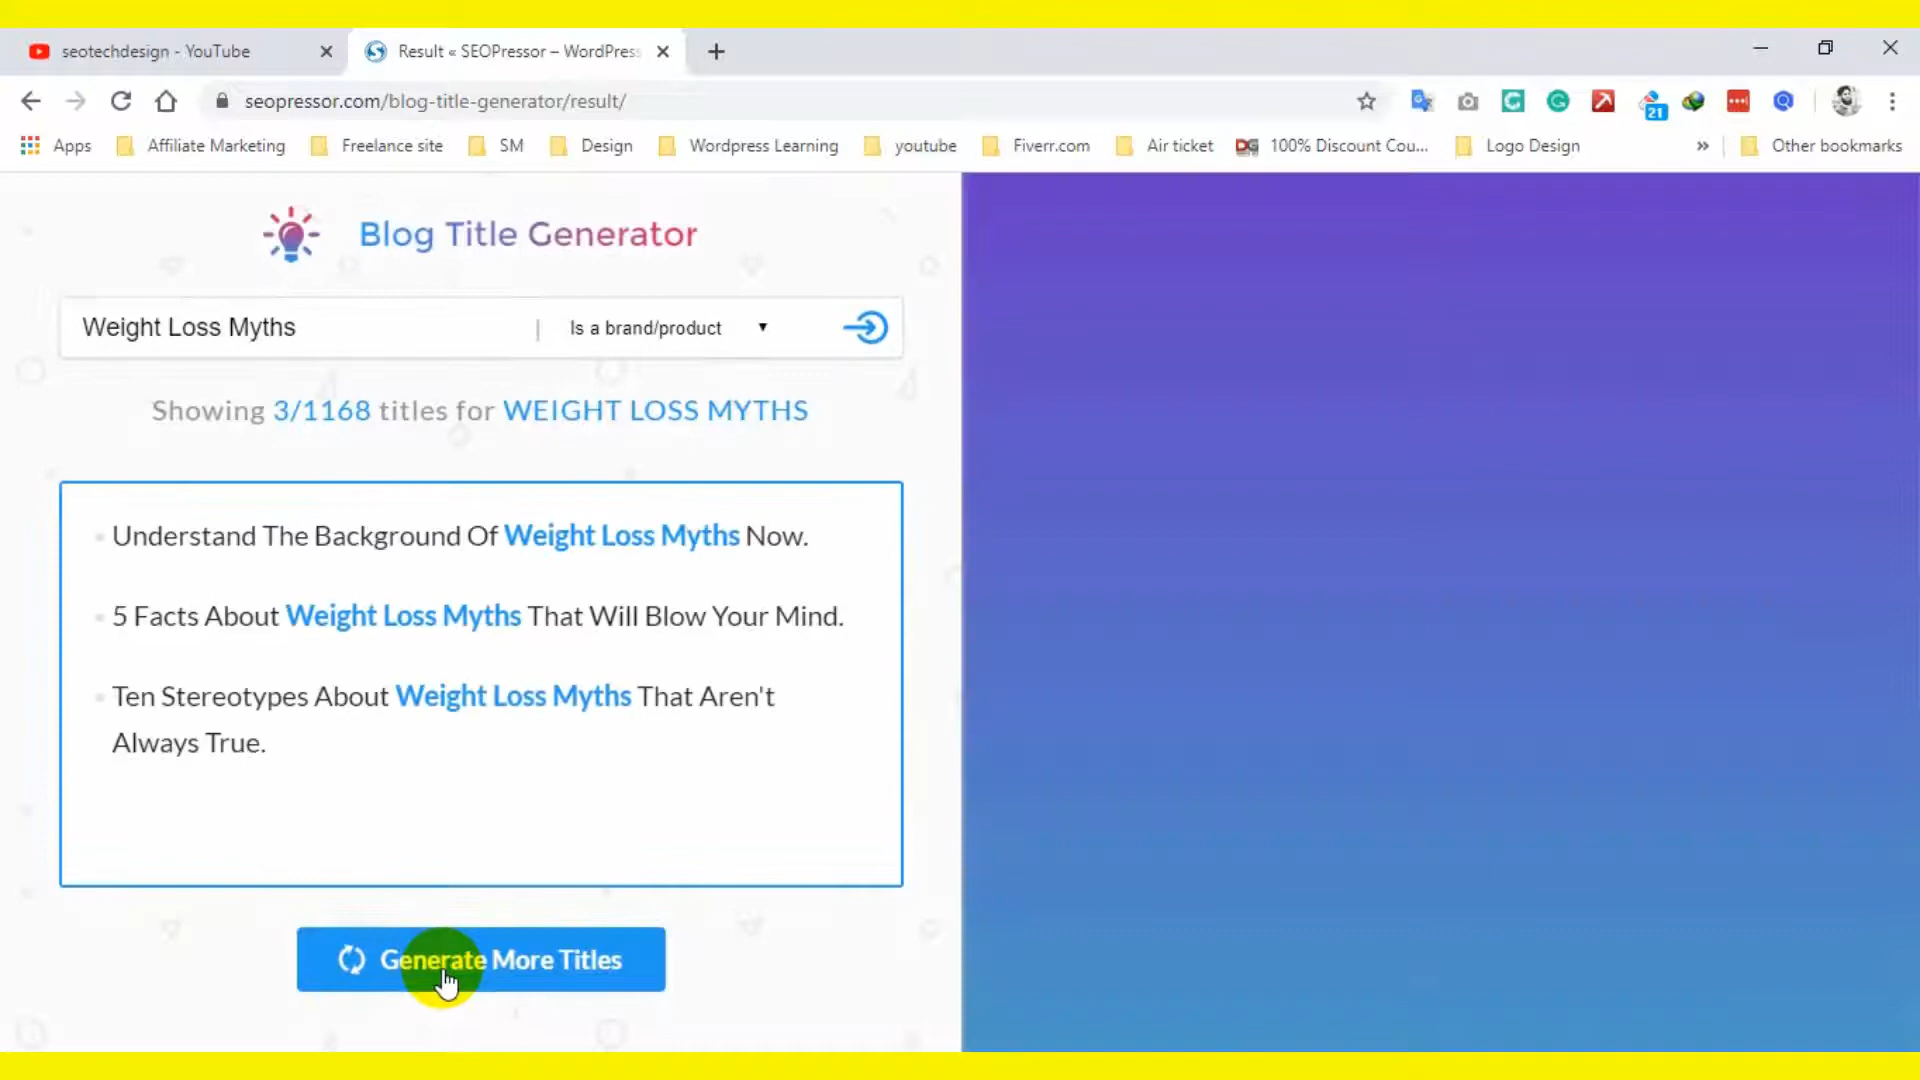 seotechdesign - YouTube
Result « SEOPressor – WordPress
seopressor.com/blog-title-generator/result/
21
Apps
Affiliate Marketing
Freelance site
SM
Design
Wordpress Learning
youtube
Fiverr.com
Air ticket
DG
100% Discount Cou...
Logo Design
»
Other bookmarks
Blog Title Generator
Weight Loss Myths
| Is a brand/product
Showing 3/1168 titles for WEIGHT LOSS MYTHS
Understand The Background Of Weight Loss Myths Now.
5 Facts About Weight Loss Myths That Will Blow Your Mind.
Ten Stereotypes About Weight Loss Myths That Aren't
Always True.
Generate More Titles